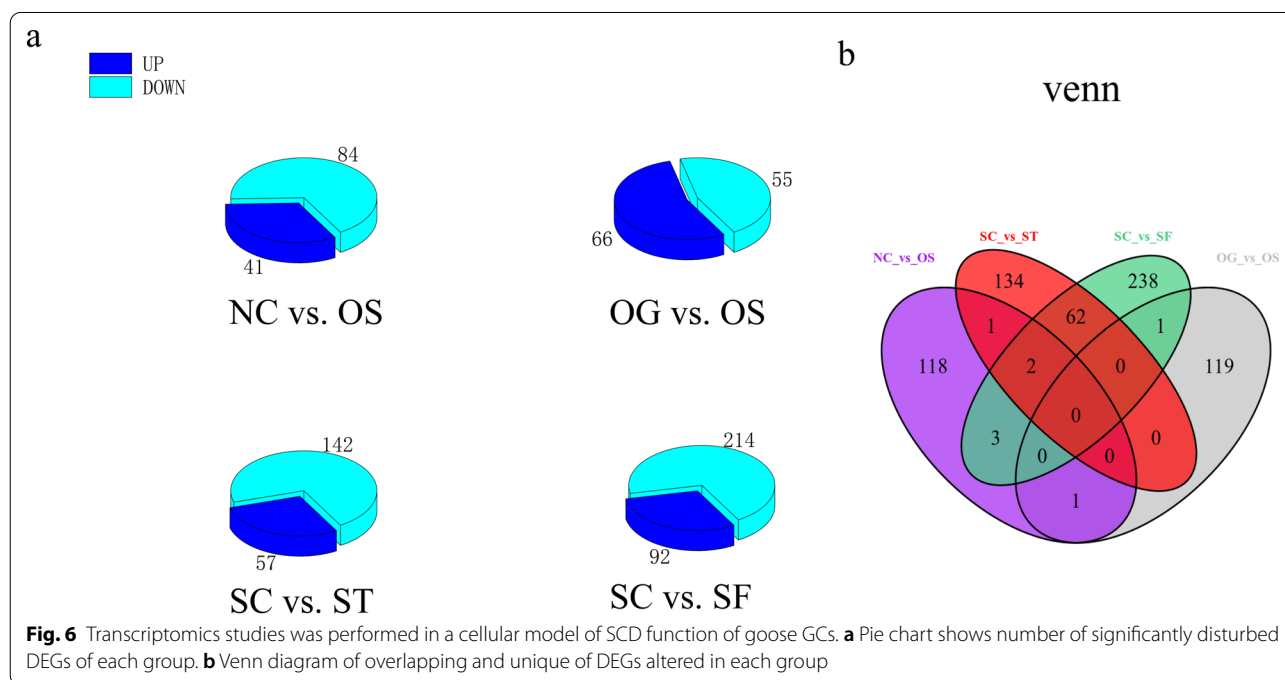 a
UP
DOWN
84
41
NC vs. OS
55
66
OG vs. OS
142
57
SC vs. ST
214
92
SC vs. SF
b
venn
SC_vs_ST
SC_vs_SF
NC_vs_OS
OG_vs_OS
134
238
1
62
1
118
2
0
119
0
3
0
0
0
1
Fig. 6 Transcriptomics studies was performed in a cellular model of SCD function of goose GCs. a Pie chart shows number of significantly disturbed
DEGs of each group. b Venn diagram of overlapping and unique of DEGs altered in each group